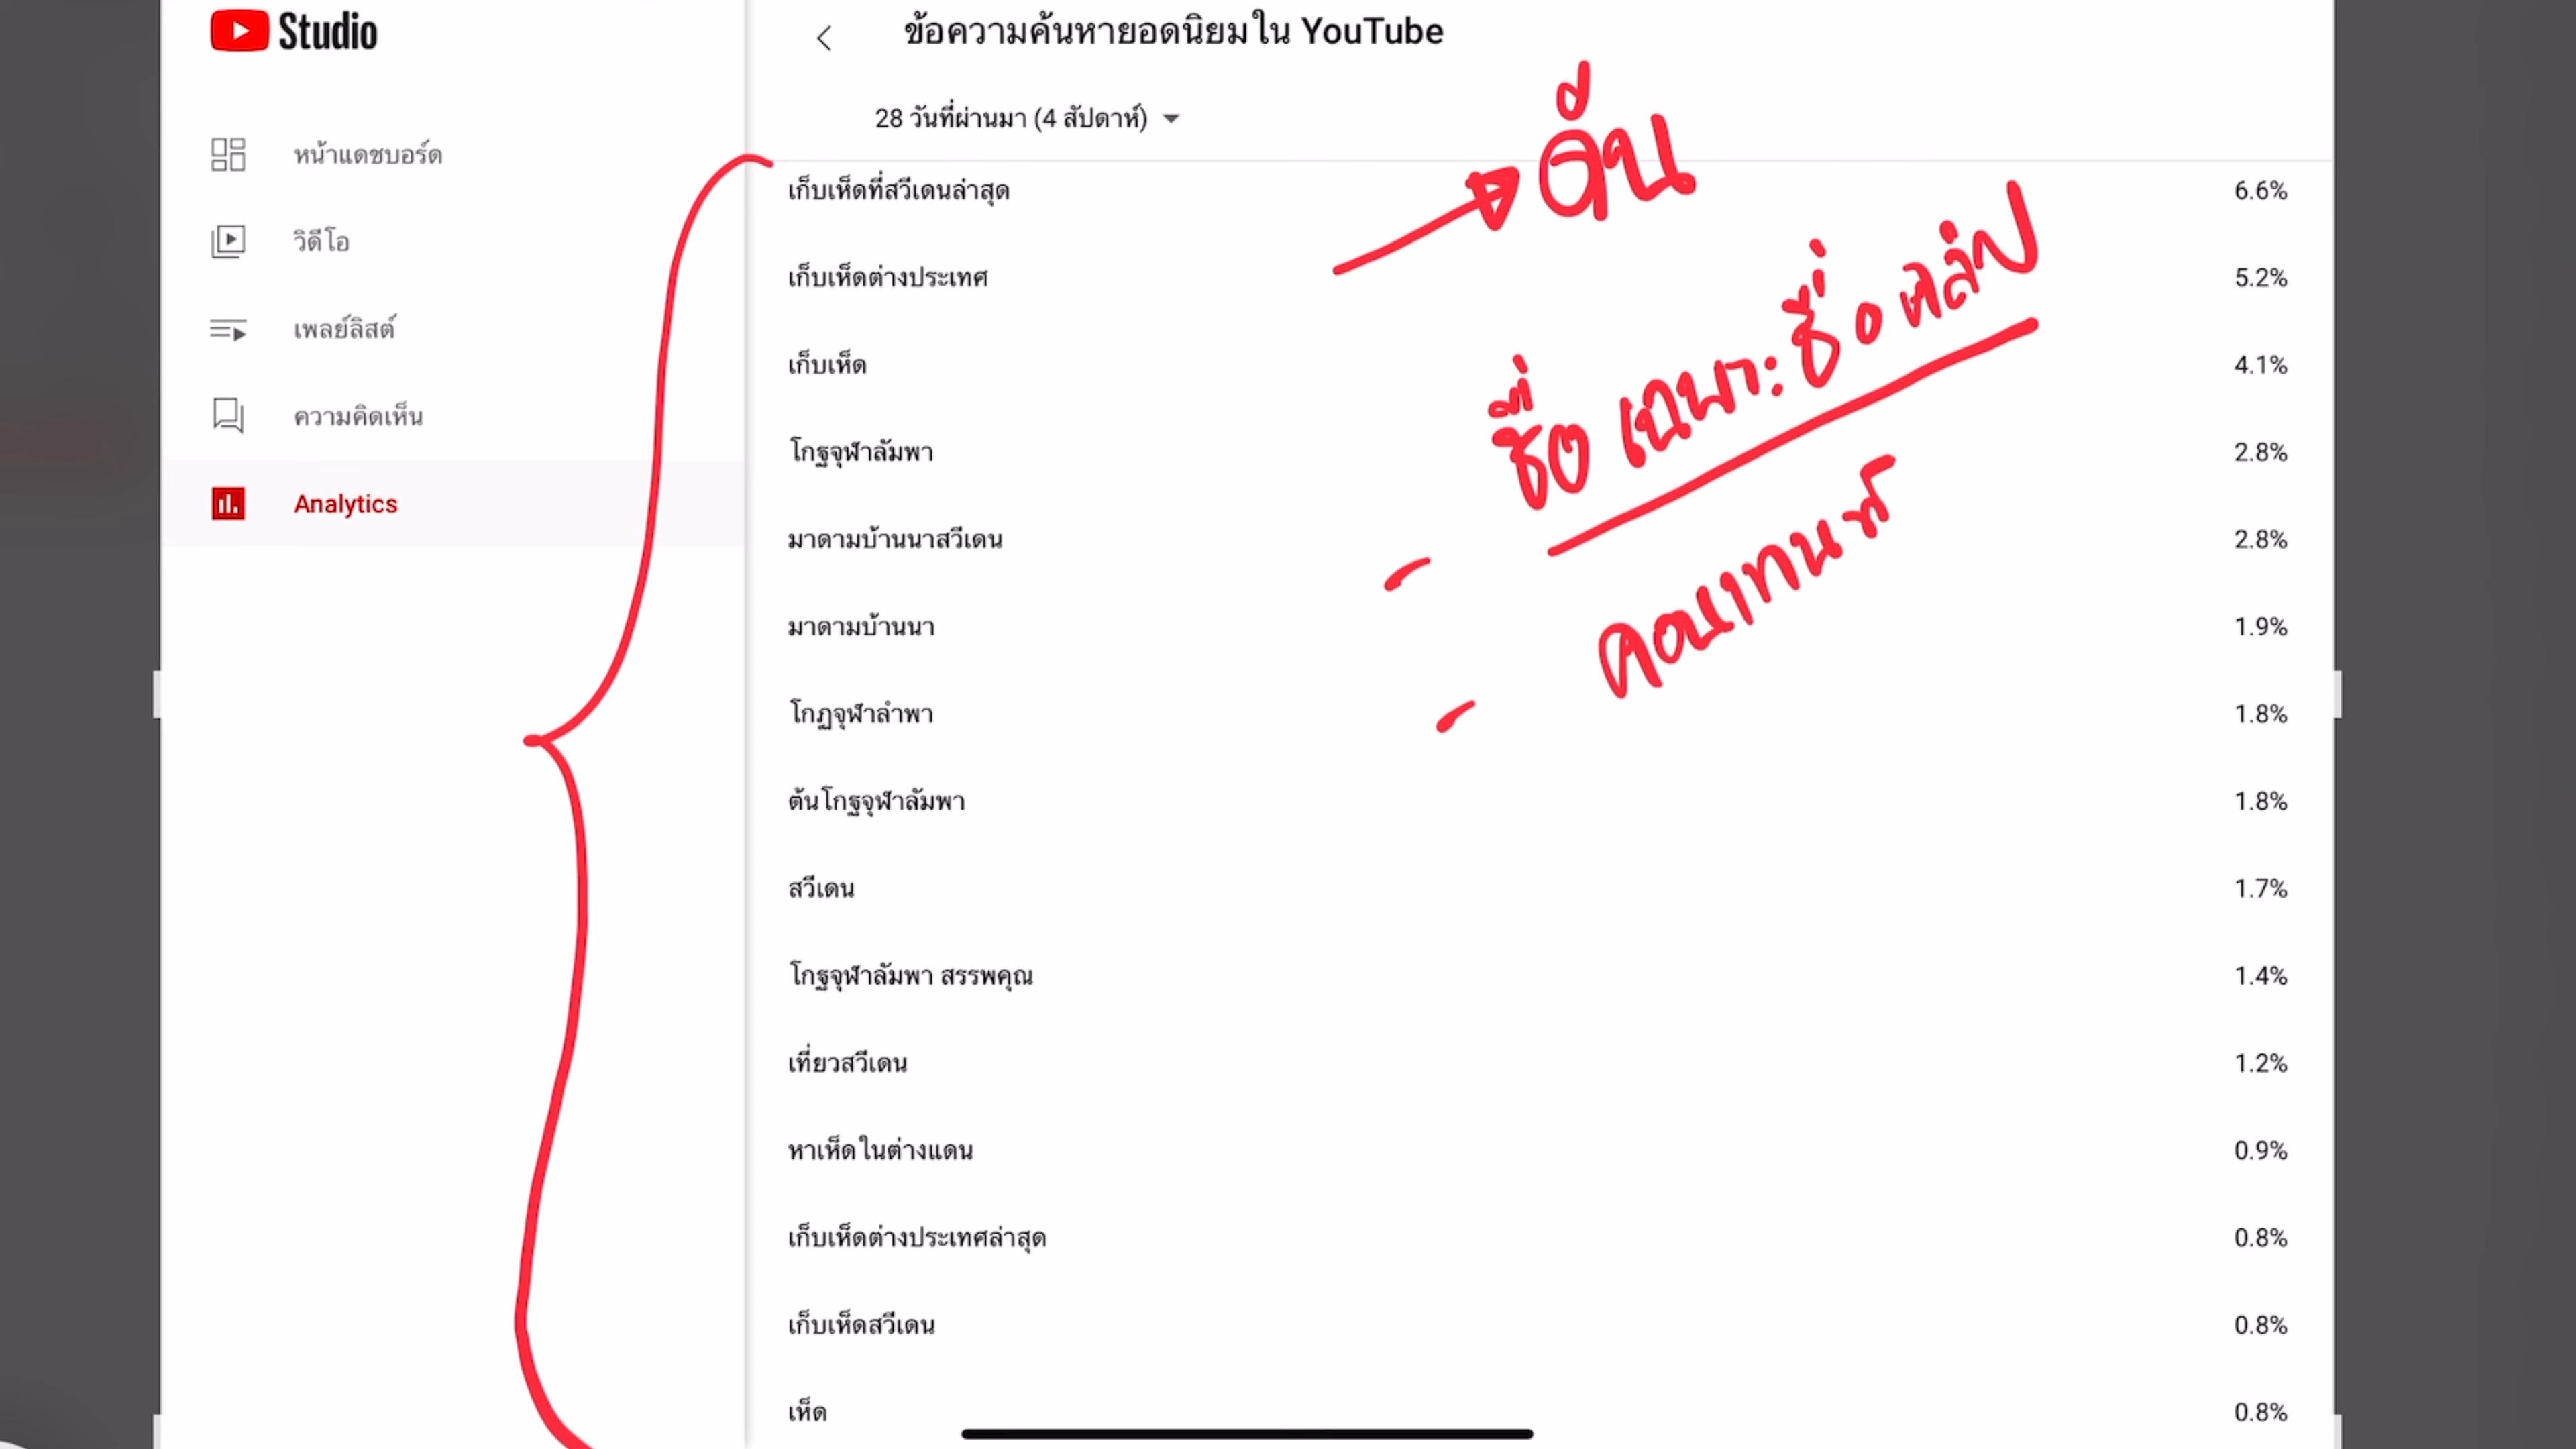 Studio
หน้าแดชบอร์ด
วิดีโอ
เพลย์ลิสต์
ความคิดเห็น
Analytics
ข้อความค้นหายอดนิยมใน YouTube
28 วันที่ผ่านมา (4 สัปดาห์)
เก็บเห็ดที่สวีเดนล่าสุด 6.6%
เก็บเห็ดต่างประเทศ 5.2%
เก็บเห็ด 4.1%
โกฐจุฬาลัมพา 2.8%
มาดามบ้านนาสวีเดน 2.8%
มาดามบ้านนา 1.9%
โกฏจุฬาลำพา 1.8%
ต้นโกฐจุฬาลัมพา 1.8%
สวีเดน 1.7%
โกฐจุฬาลัมพา สรรพคุณ 1.4%
เที่ยวสวีเดน 1.2%
หาเห็ดในต่างแดน 0.9%
เก็บเห็ดต่างประเทศล่าสุด 0.8%
เก็บเห็ดสวีเดน 0.8%
เห็ด 0.8%
ชื่อ เฉพาะ ชื่อคลิป
คอนเทนต์